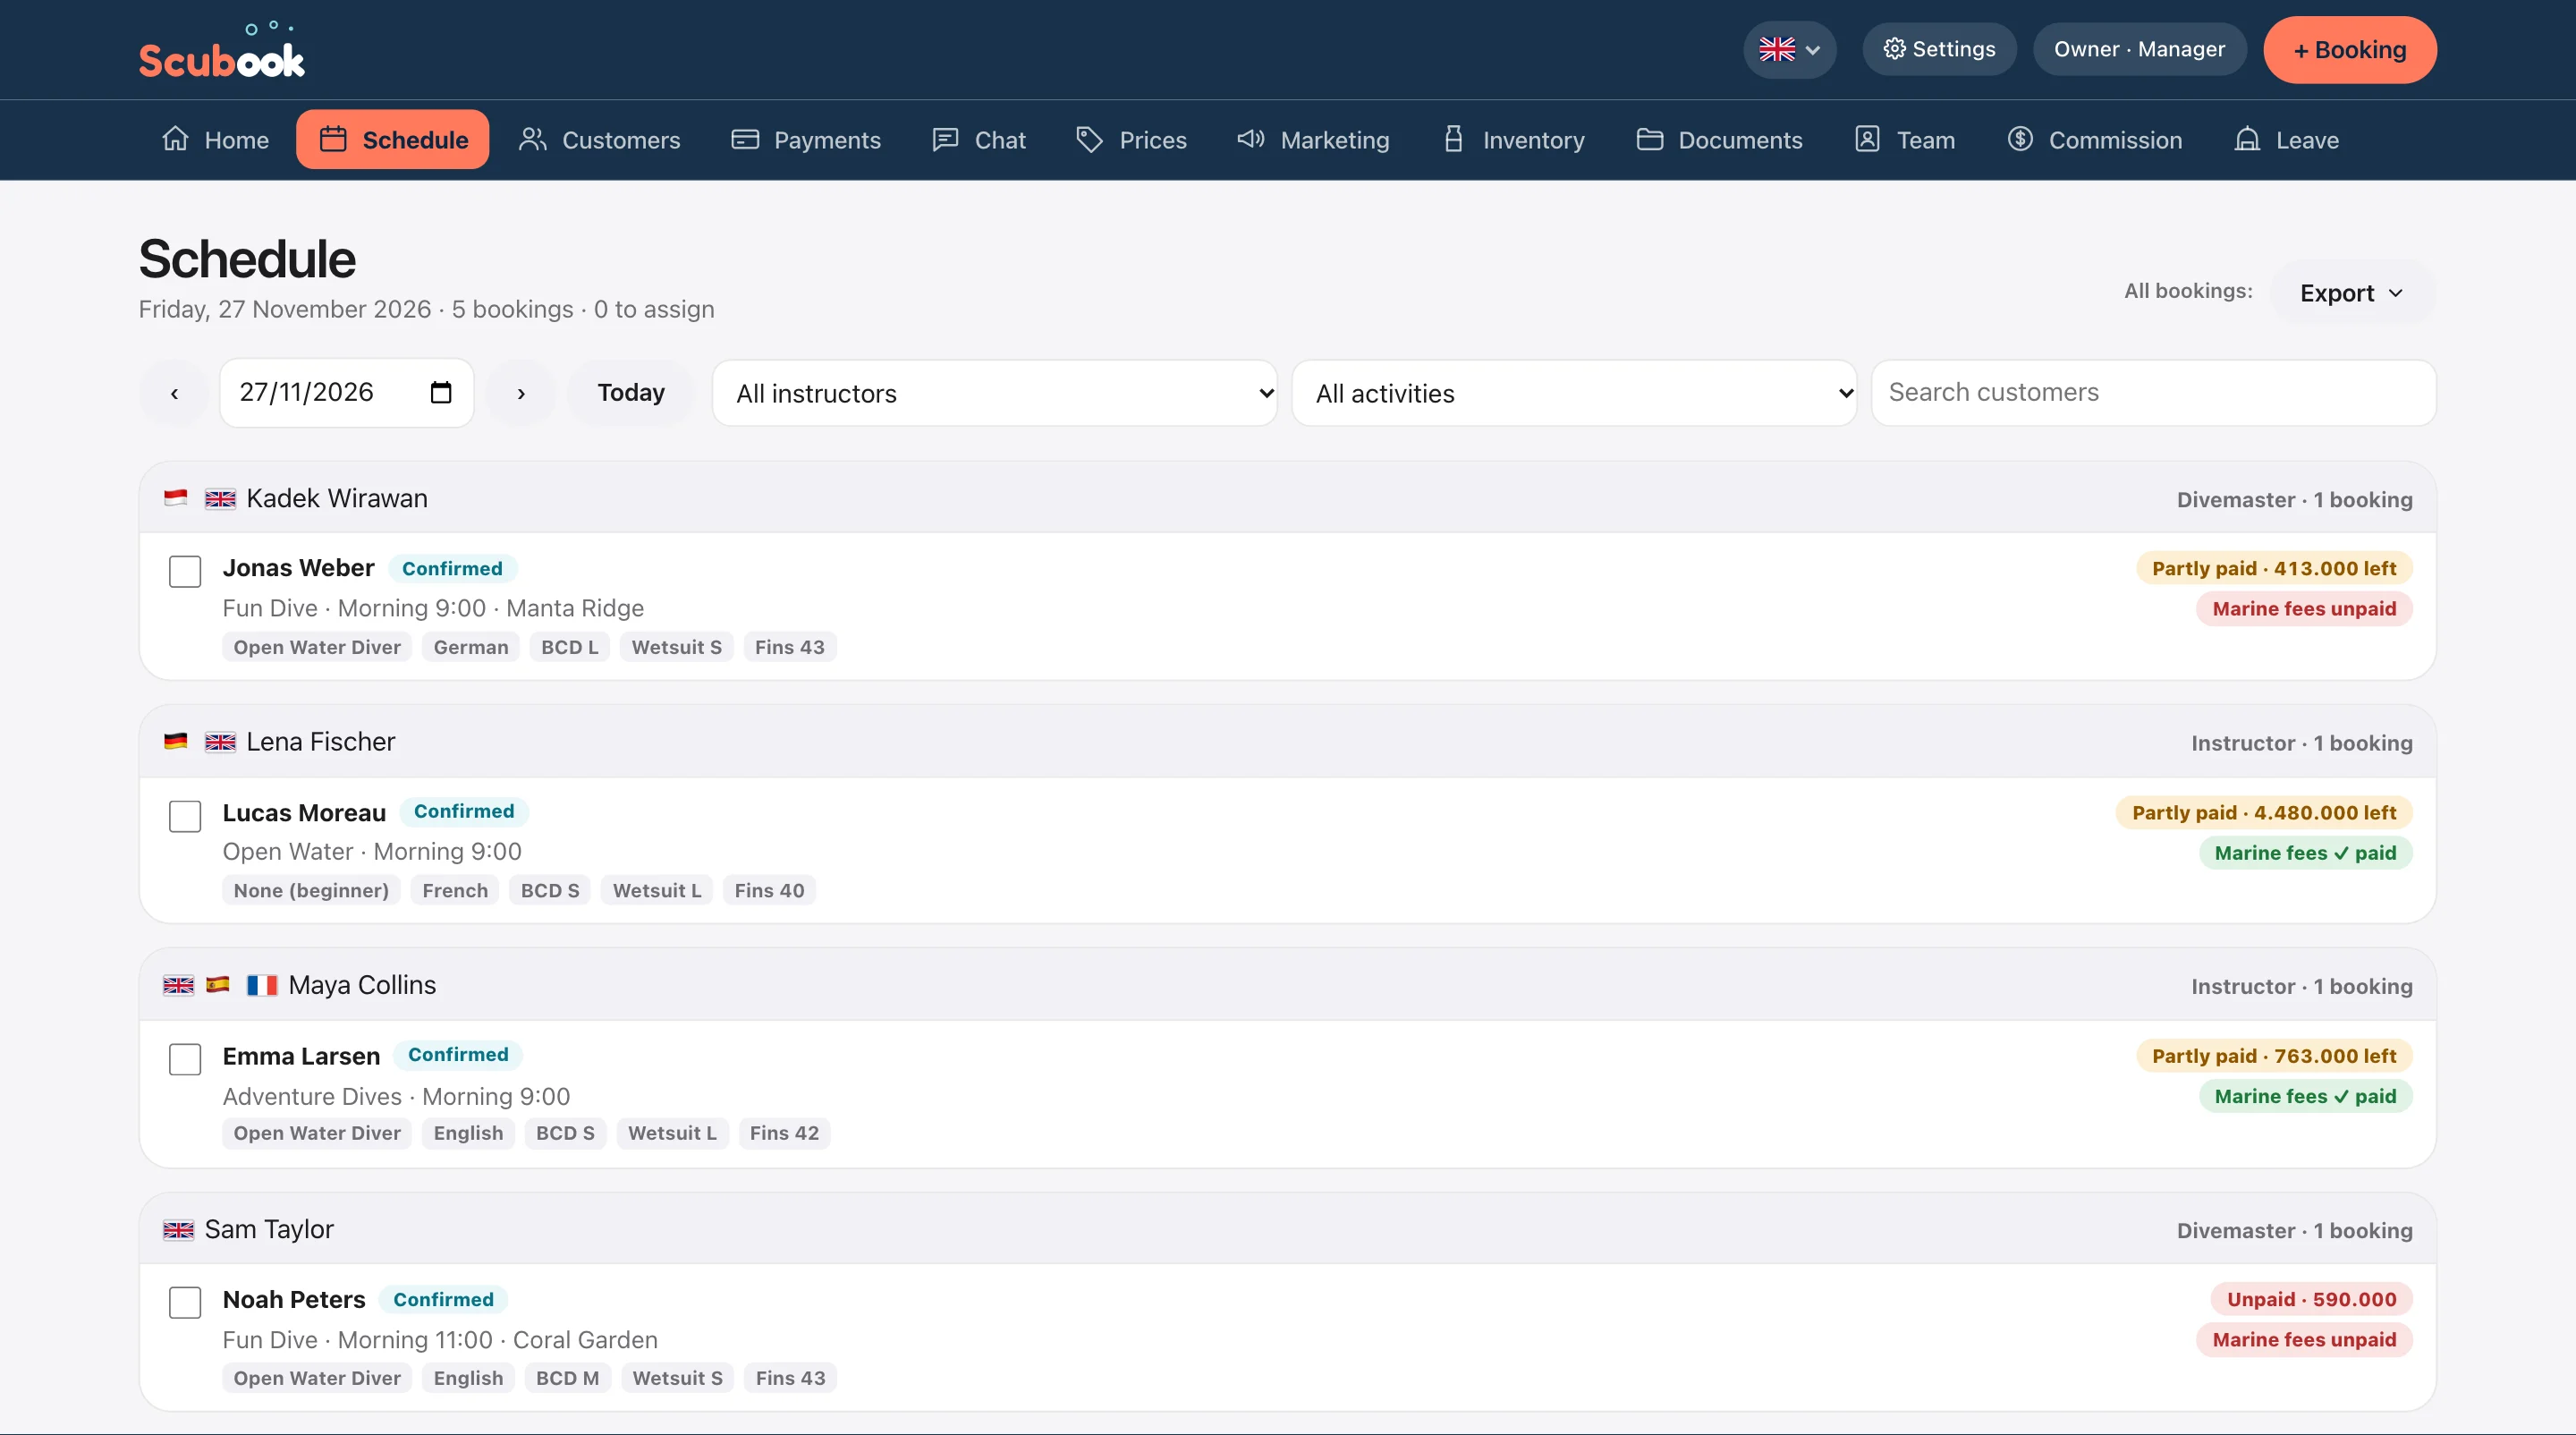 Scubook
Settings
Owner · Manager
+ Booking
Home
Schedule
Customers
Payments
Chat
Prices
Marketing
Inventory
Documents
Team
Commission
Leave
Schedule
Friday, 27 November 2026 · 5 bookings · 0 to assign
All bookings:
Export
‹
27/11/2026
›
Today
All instructors
All activities
Search customers
Kadek Wirawan
Divemaster · 1 booking
Jonas Weber
Confirmed
Partly paid · 413.000 left
Fun Dive · Morning 9:00 · Manta Ridge
Marine fees unpaid
Open Water Diver
German
BCD L
Wetsuit S
Fins 43
Lena Fischer
Instructor · 1 booking
Lucas Moreau
Confirmed
Partly paid · 4.480.000 left
Open Water · Morning 9:00
Marine fees ✓ paid
None (beginner)
French
BCD S
Wetsuit L
Fins 40
Maya Collins
Instructor · 1 booking
Emma Larsen
Confirmed
Partly paid · 763.000 left
Adventure Dives · Morning 9:00
Marine fees ✓ paid
Open Water Diver
English
BCD S
Wetsuit L
Fins 42
Sam Taylor
Divemaster · 1 booking
Noah Peters
Confirmed
Unpaid · 590.000
Fun Dive · Morning 11:00 · Coral Garden
Marine fees unpaid
Open Water Diver
English
BCD M
Wetsuit S
Fins 43